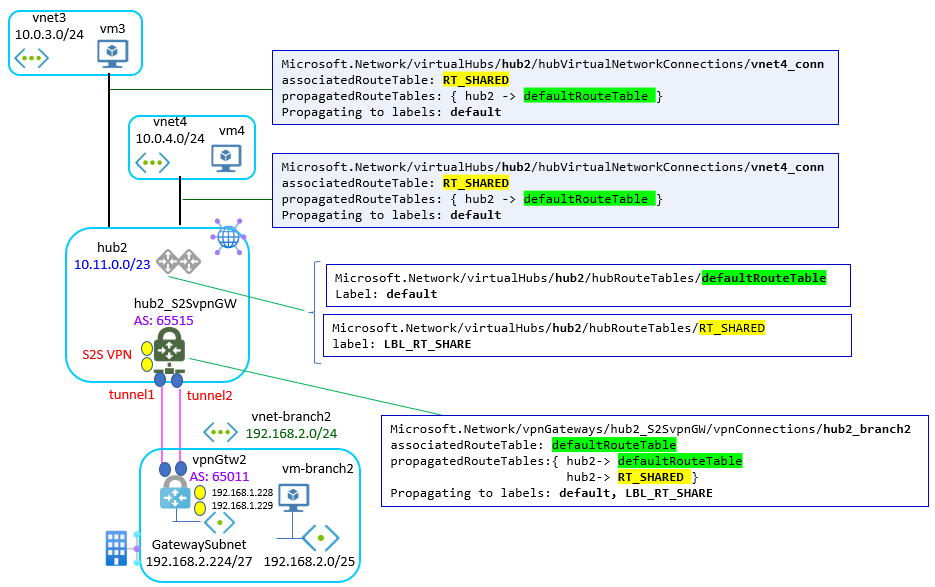 vnet3
10.0.3.0/24
vm3
Microsoft.Network/virtualHubs/hub2/hubVirtualNetworkConnections/vnet4_conn
associatedRouteTable: RT_SHARED
propagatedRouteTables: { hub2 -> defaultRouteTable }
Propagating to labels: default
vnet4
10.0.4.0/24
vm4
Microsoft.Network/virtualHubs/hub2/hubVirtualNetworkConnections/vnet4_conn
associatedRouteTable: RT_SHARED
propagatedRouteTables: { hub2 -> defaultRouteTable }
Propagating to labels: default
hub2
10.11.0.0/23
Microsoft.Network/virtualHubs/hub2/hubRouteTables/defaultRouteTable
Label: default
Microsoft.Network/virtualHubs/hub2/hubRouteTables/RT_SHARED
label: LBL_RT_SHARE
hub2_S2SvpnGW
AS: 65515
S2S VPN
tunnel1
tunnel2
vnet-branch2
192.168.2.0/24
Microsoft.Network/vpnGateways/hub2_S2SvpnGW/vpnConnections/hub2_branch2
associatedRouteTable: defaultRouteTable
propagatedRouteTables:{ hub2-> defaultRouteTable
hub2-> RT_SHARED }
Propagating to labels: default, LBL_RT_SHARE
vpnGtw2
AS: 65011
vm-branch2
192.168.1.228
192.168.1.229
GatewaySubnet
192.168.2.224/27
192.168.2.0/25